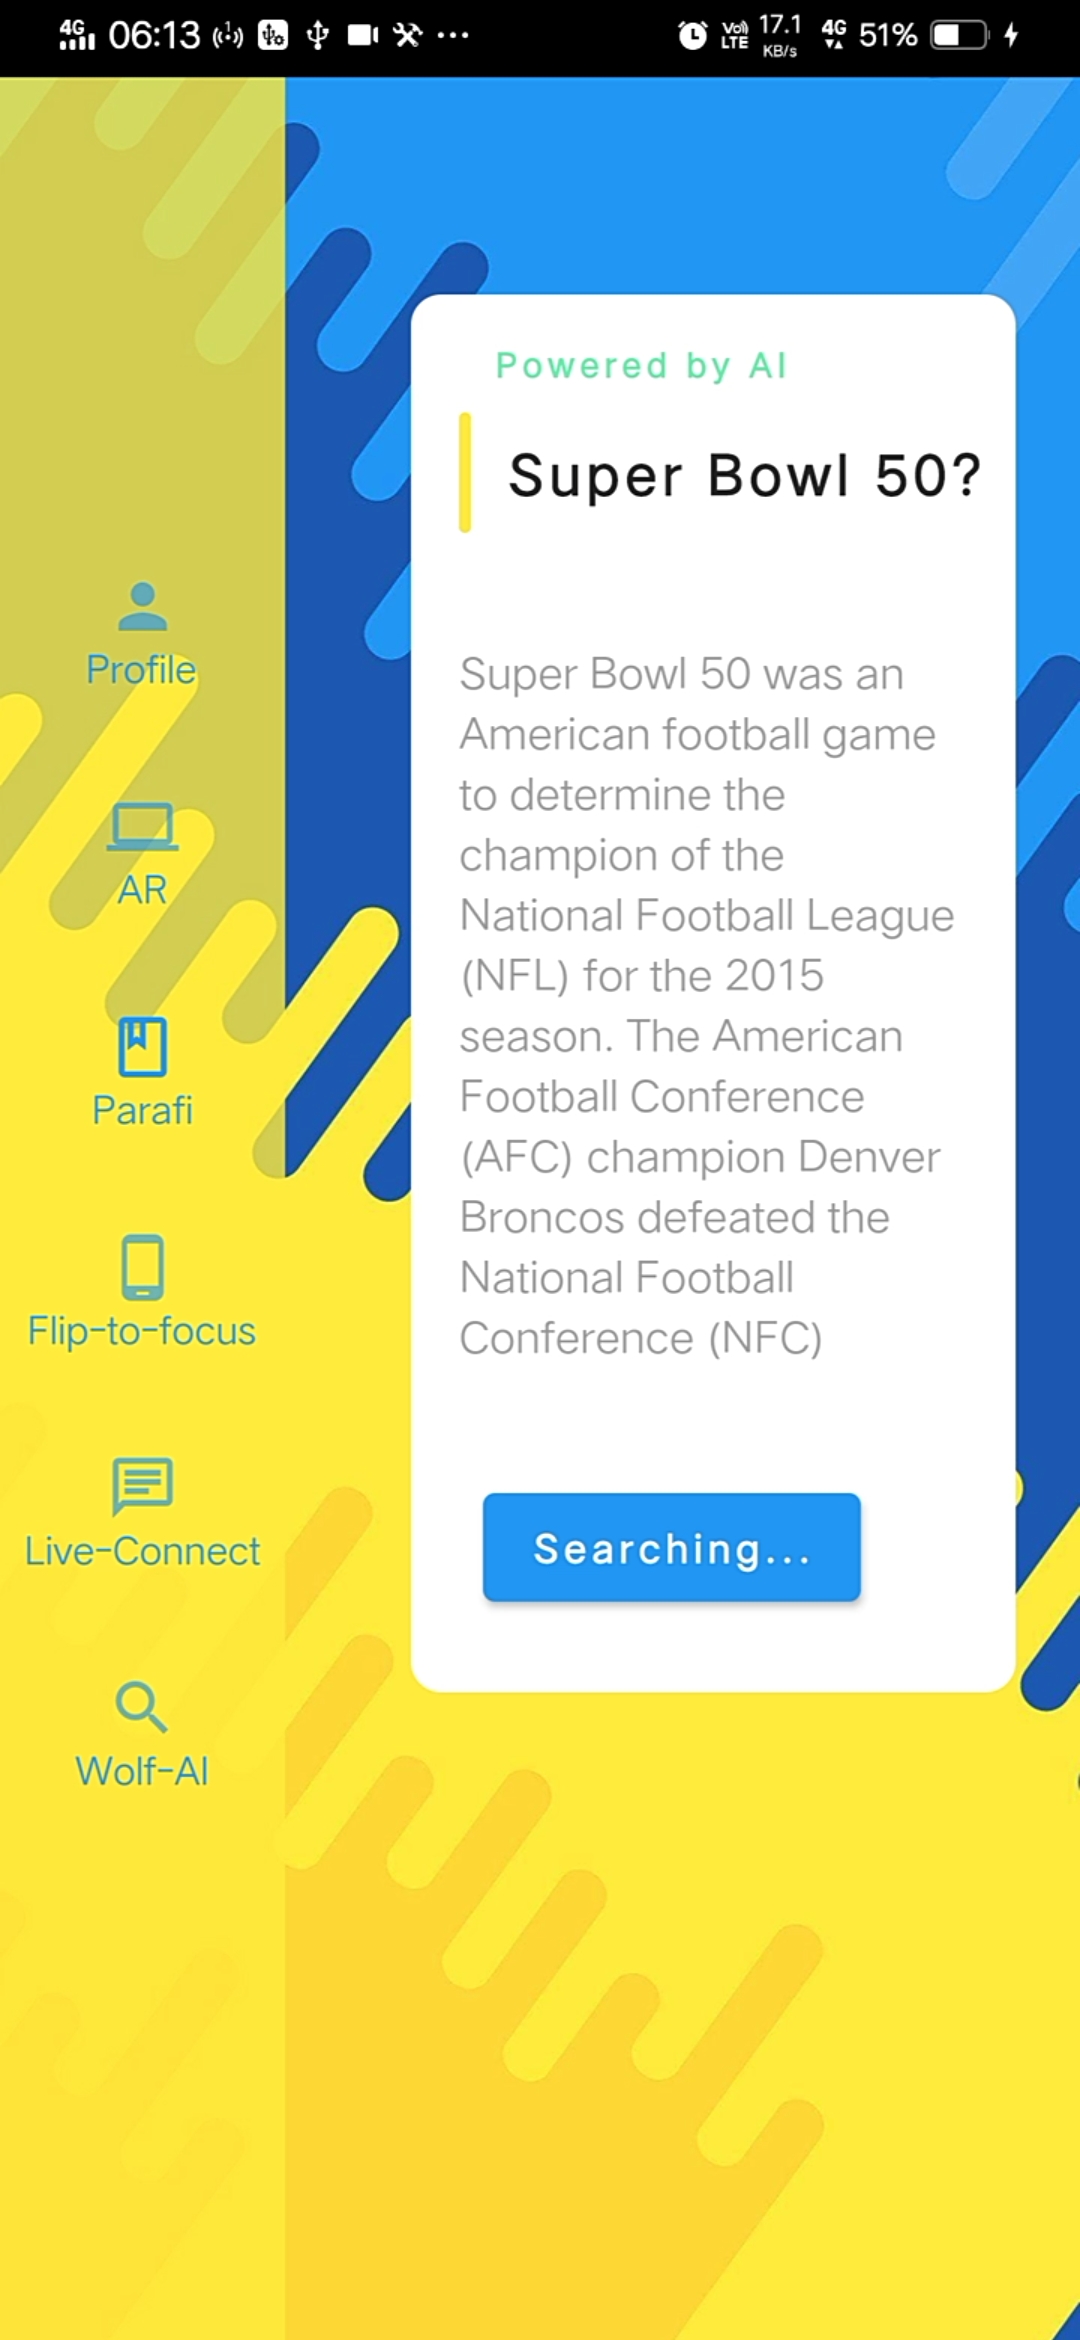 4G 06:13 Vo)) LTE 17.1 KB/s 4G 51%
Powered by AI
Super Bowl 50?
Super Bowl 50 was an
American football game
to determine the
champion of the
National Football League
(NFL) for the 2015
season. The American
Football Conference
(AFC) champion Denver
Broncos defeated the
National Football
Conference (NFC)
Searching...
Profile
AR
Parafi
Flip-to-focus
Live-Connect
Wolf-AI